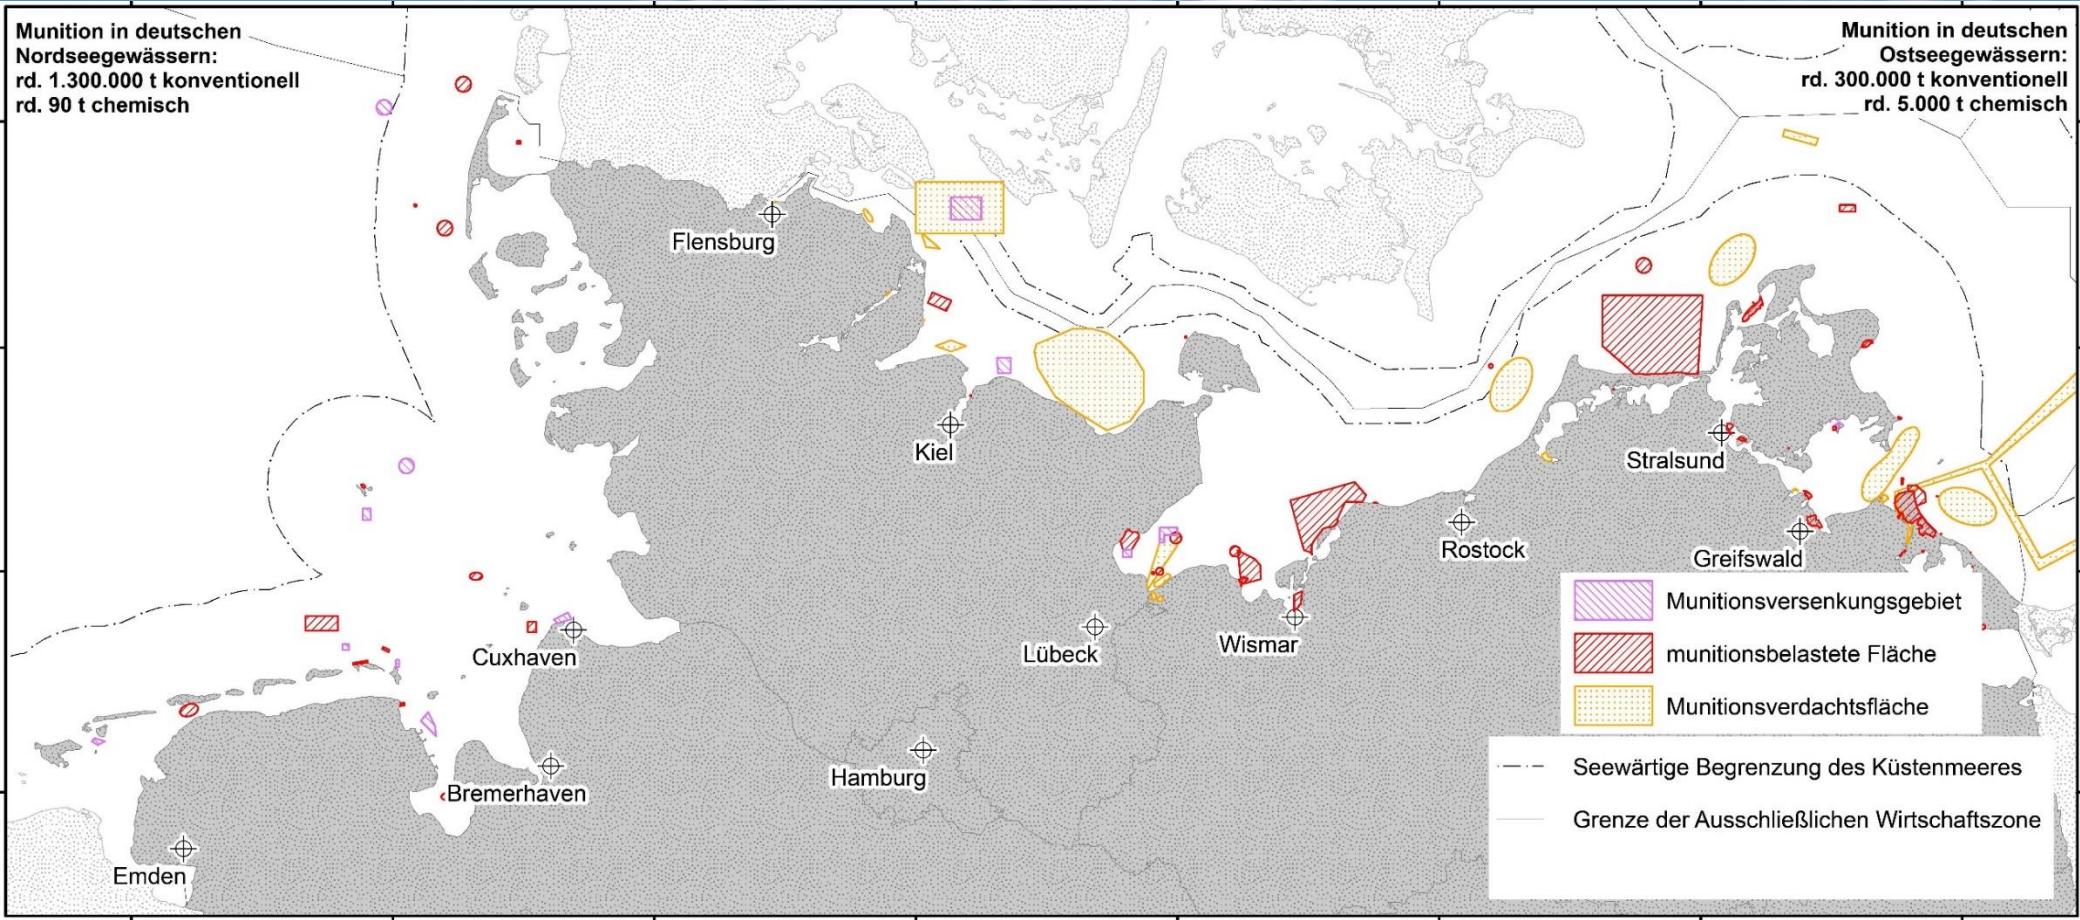 Munition in deutschen
Nordseegewässern:
rd. 1.300.000 t konventionell
rd. 90 t chemisch
Munition in deutschen
Ostseegewässern:
rd. 300.000 t konventionell
rd. 5.000 t chemisch
Flensburg
Kiel
Stralsund
Rostock
Greifswald
Cuxhaven
Lübeck
Wismar
Hamburg
Bremerhaven
Emden
Munitionsversenkungsgebiet
munitionsbelastete Fläche
Munitionsverdachtsfläche
Seewärtige Begrenzung des Küstenmeeres
Grenze der Ausschließlichen Wirtschaftszone